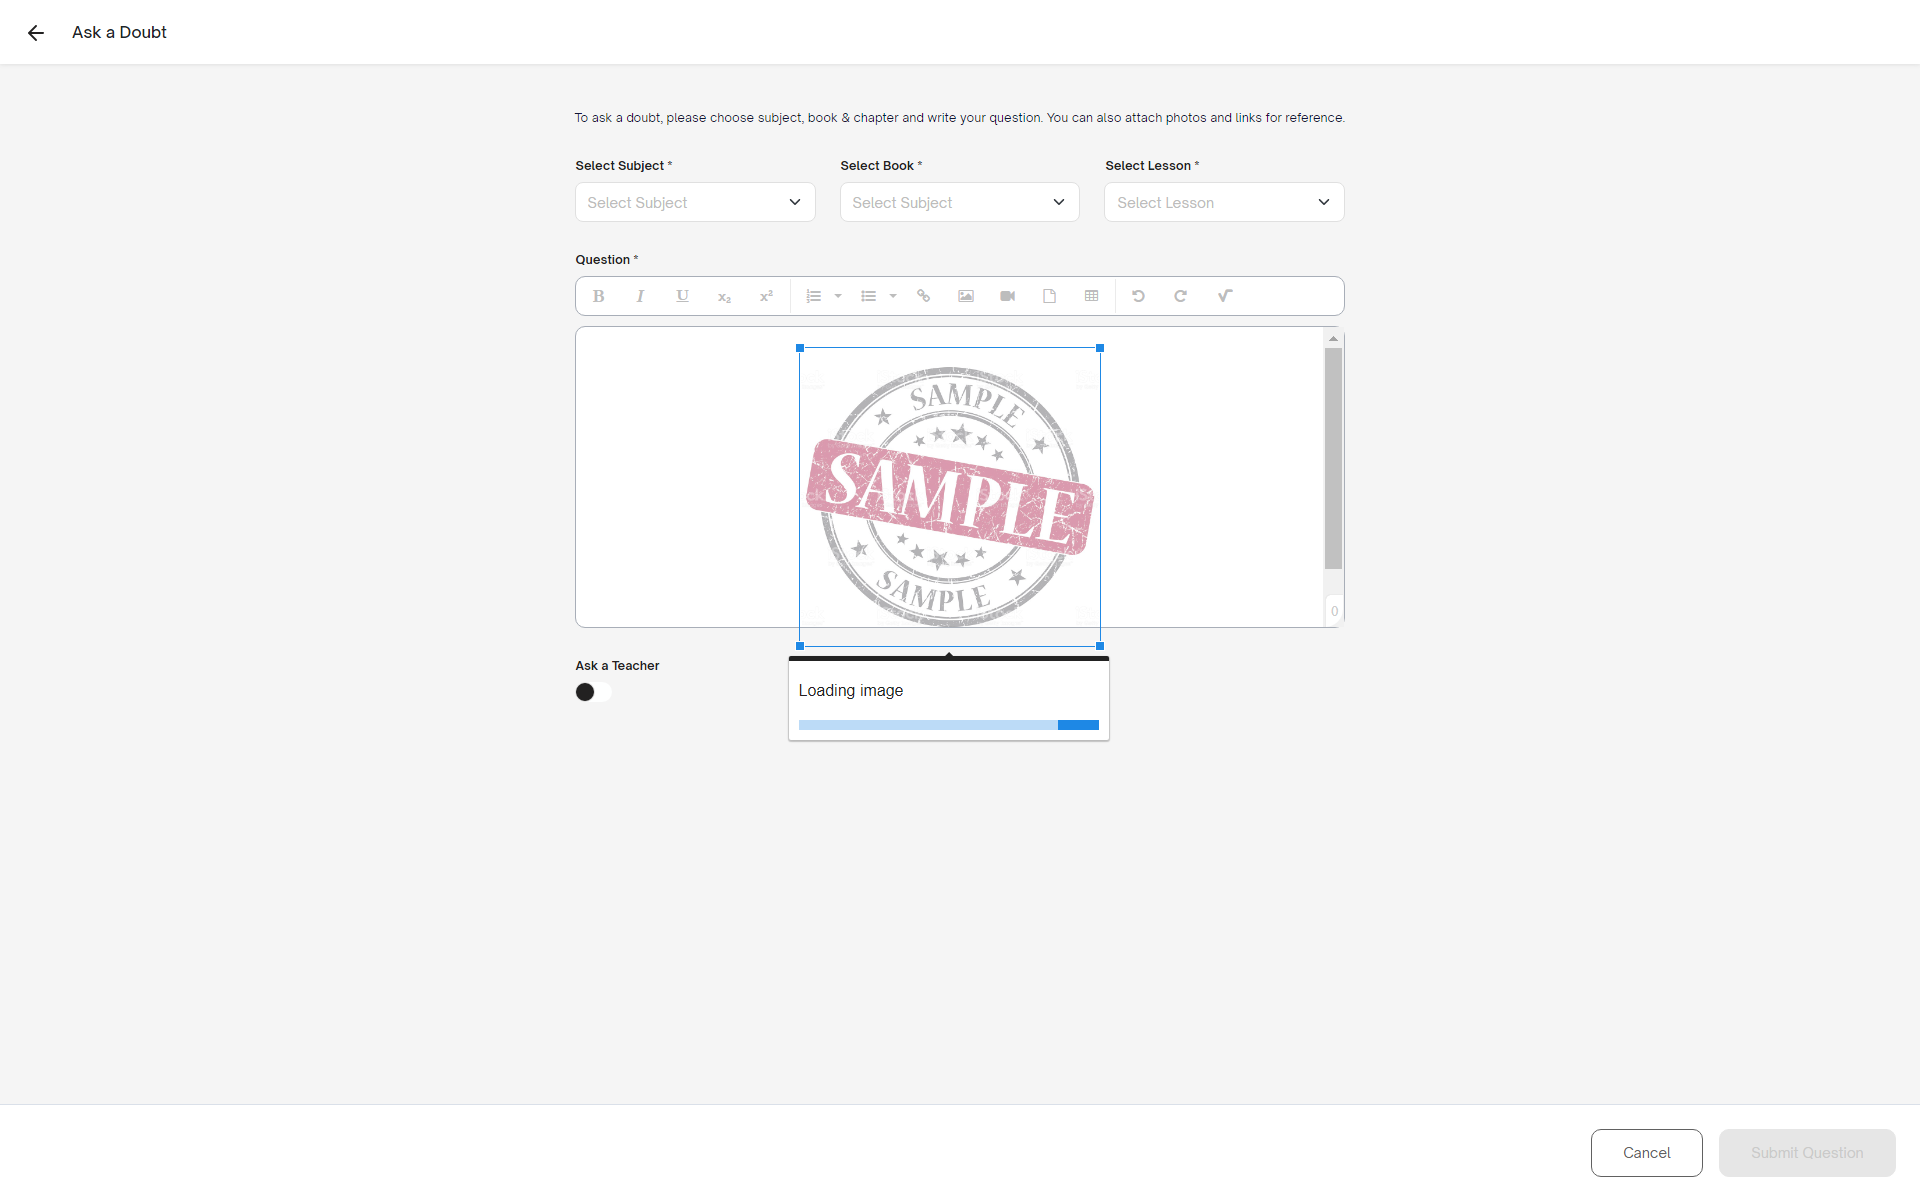 Ask a Doubt
To ask a doubt, please choose subject, book & chapter and write your question. You can also attach photos and links for reference.
Select Subject *
Select Book *
Select Lesson *
Select Subject
Select Subject
Select Lesson
Question *
B I U x₂ x²
SAMPLE
SAMPLE
SAMPLE
0
Ask a Teacher
Loading image
Cancel
Submit Question